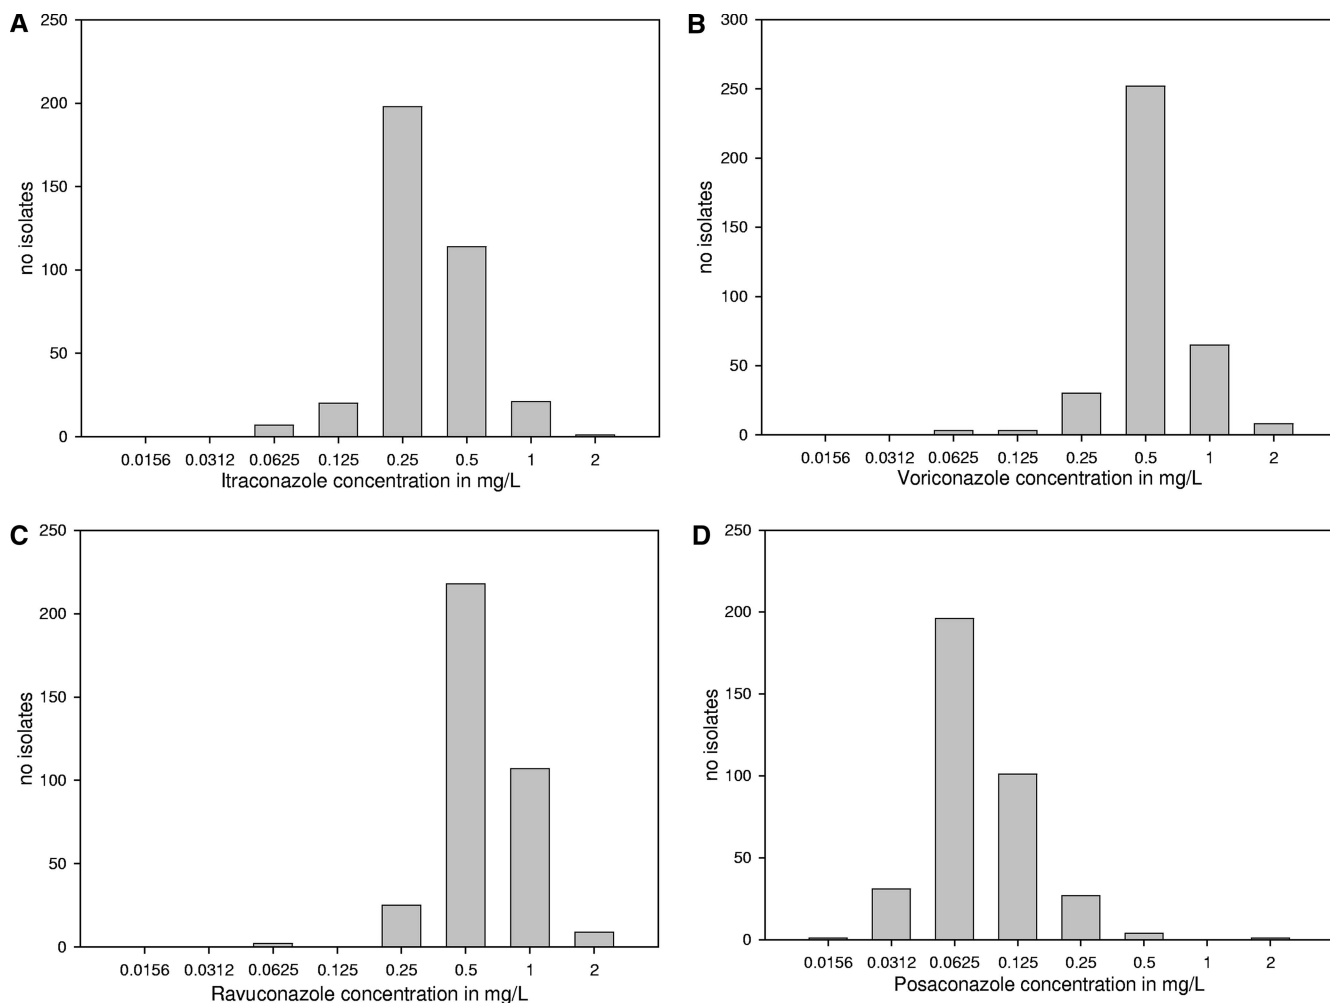 A
250
200
150
100
50
0
no isolates
0.0156 0.0312 0.0625 0.125 0.25 0.5 1 2
Itraconazole concentration in mg/L
B
300
250
200
150
100
50
0
no isolates
0.0156 0.0312 0.0625 0.125 0.25 0.5 1 2
Voriconazole concentration in mg/L
C
250
200
150
100
50
0
no isolates
0.0156 0.0312 0.0625 0.125 0.25 0.5 1 2
Ravuconazole concentration in mg/L
D
250
200
150
100
50
0
no isolates
0.0156 0.0312 0.0625 0.125 0.25 0.5 1 2
Posaconazole concentration in mg/L